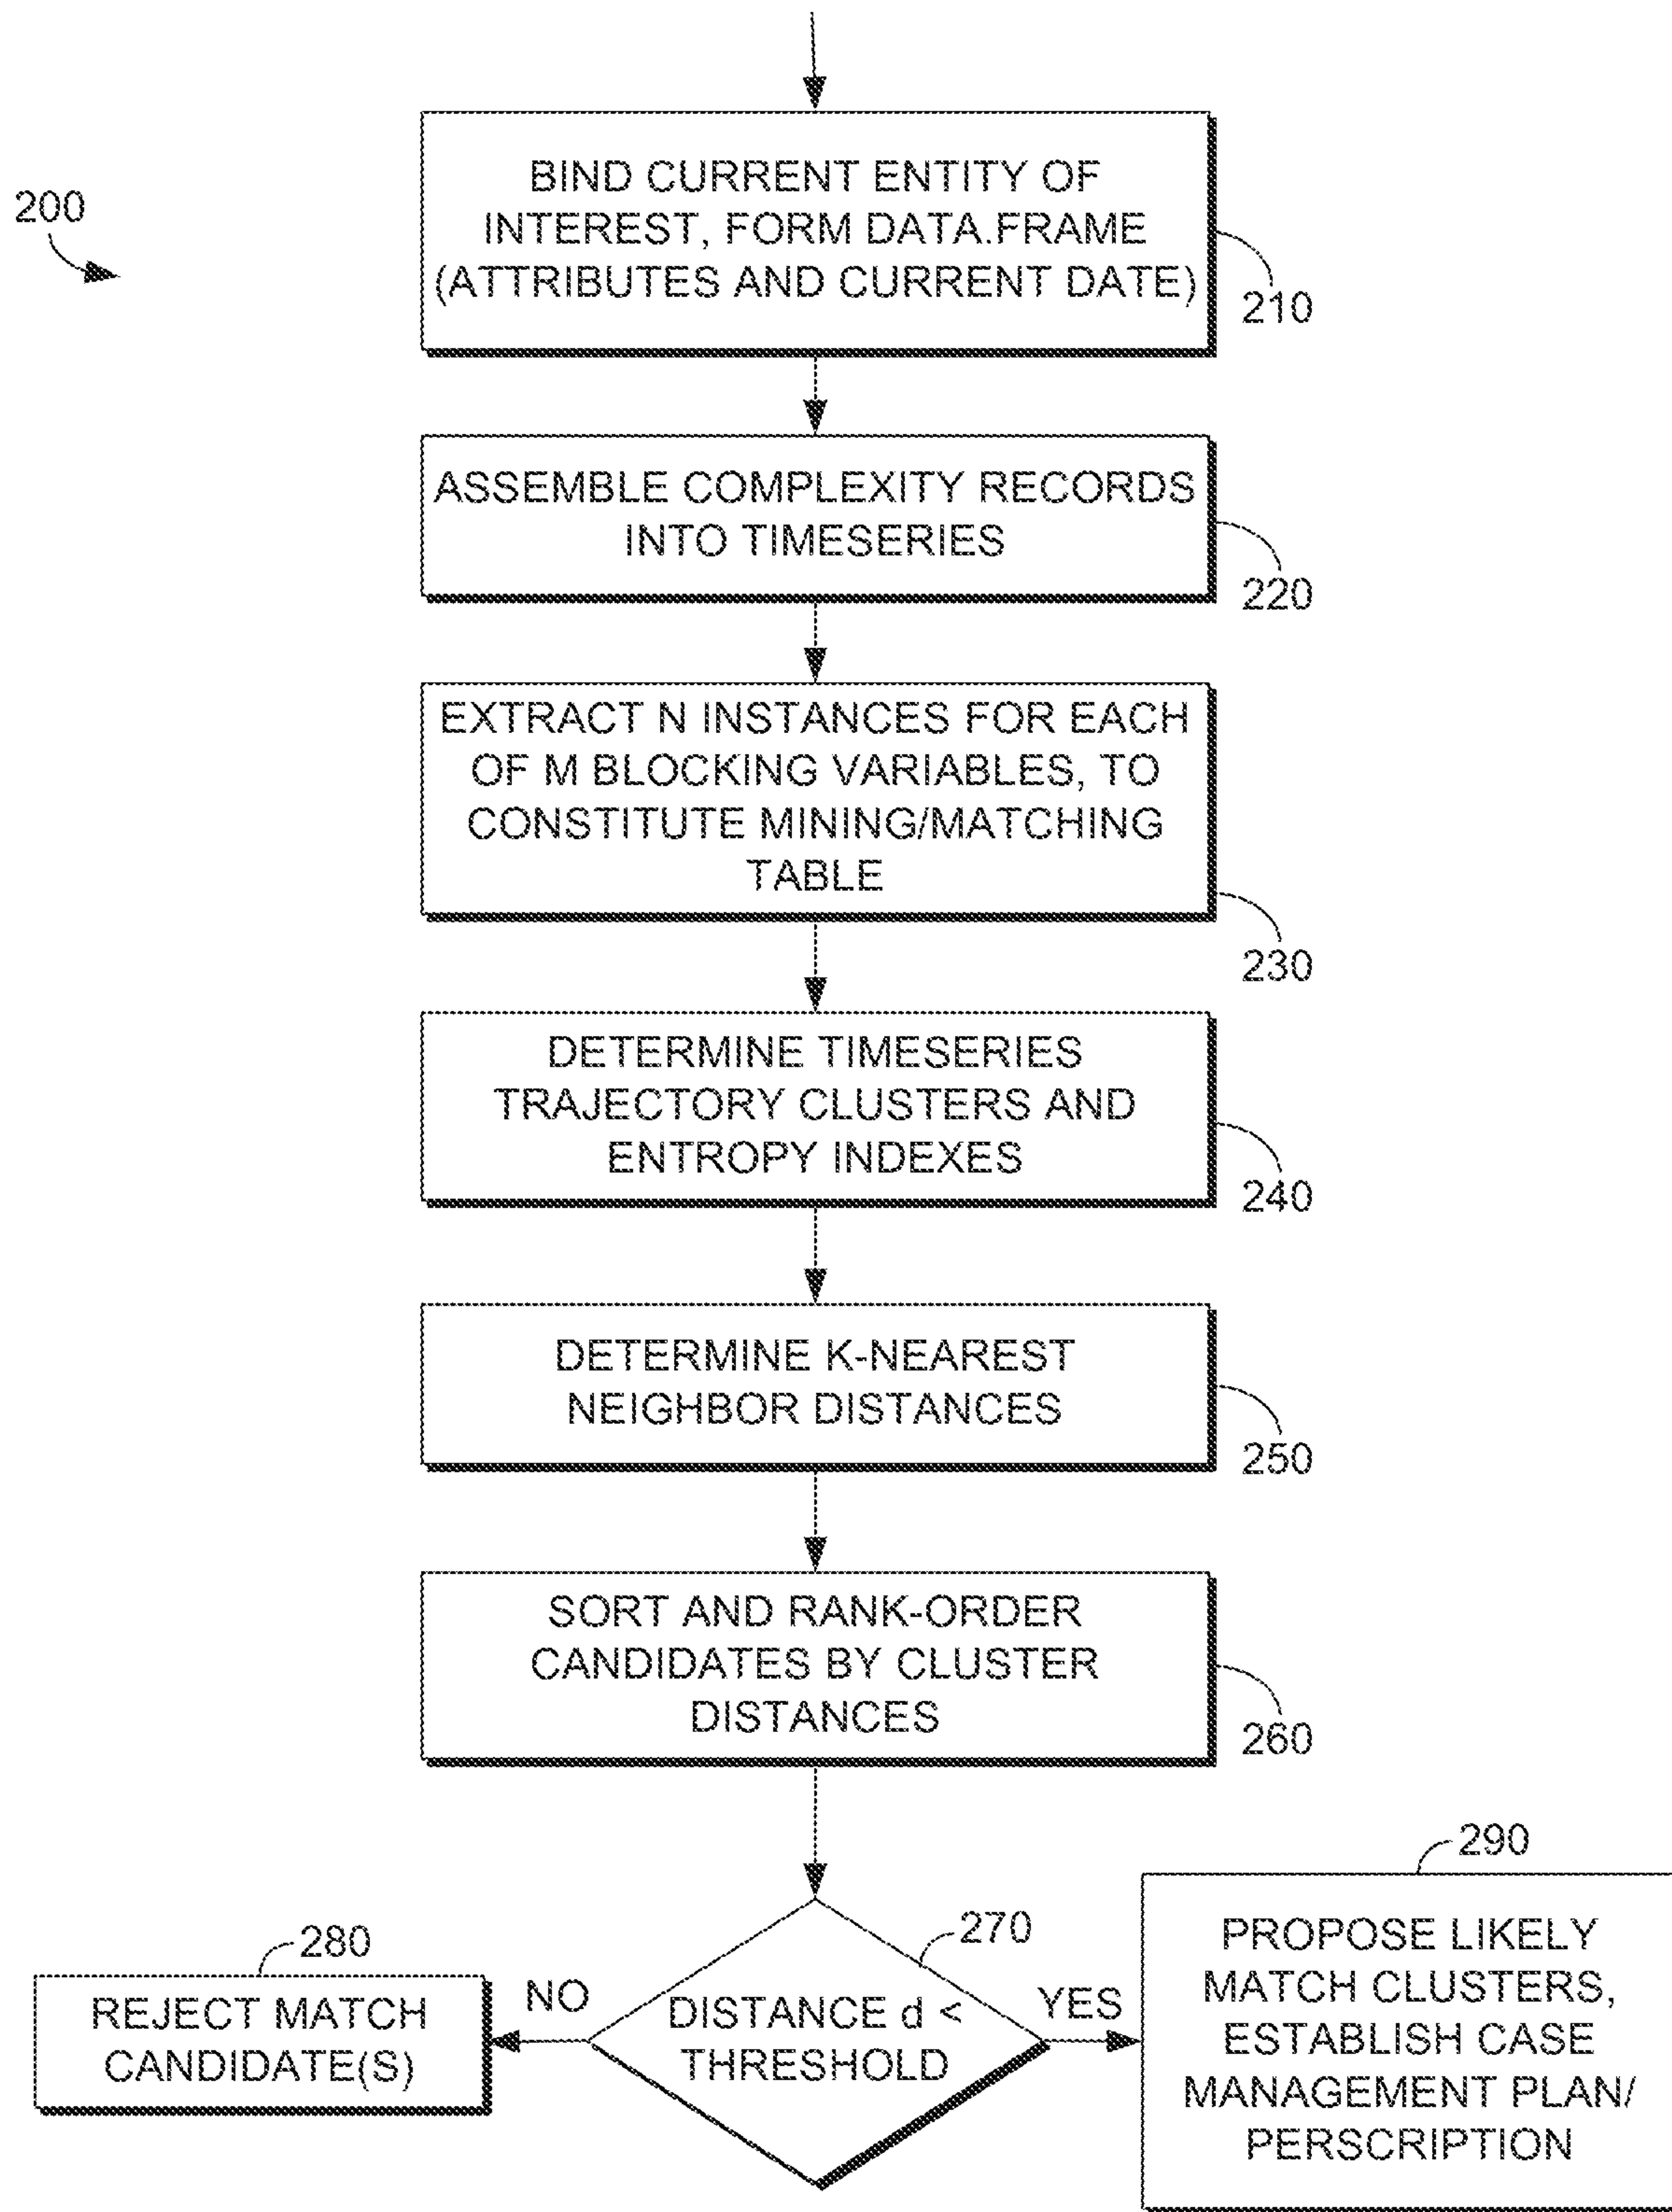 200
BIND CURRENT ENTITY OF
INTEREST, FORM DATA.FRAME
(ATTRIBUTES AND CURRENT DATE)
210
ASSEMBLE COMPLEXITY RECORDS
INTO TIMESERIES
220
EXTRACT N INSTANCES FOR EACH
OF M BLOCKING VARIABLES, TO
CONSTITUTE MINING/MATCHING
TABLE
230
DETERMINE TIMESERIES
TRAJECTORY CLUSTERS AND
ENTROPY INDEXES
240
DETERMINE K-NEAREST
NEIGHBOR DISTANCES
250
SORT AND RANK-ORDER
CANDIDATES BY CLUSTER
DISTANCES
260
270
DISTANCE d <
THRESHOLD
NO
280
REJECT MATCH
CANDIDATE(S)
YES
290
PROPOSE LIKELY
MATCH CLUSTERS,
ESTABLISH CASE
MANAGEMENT PLAN/
PERSCRIPTION